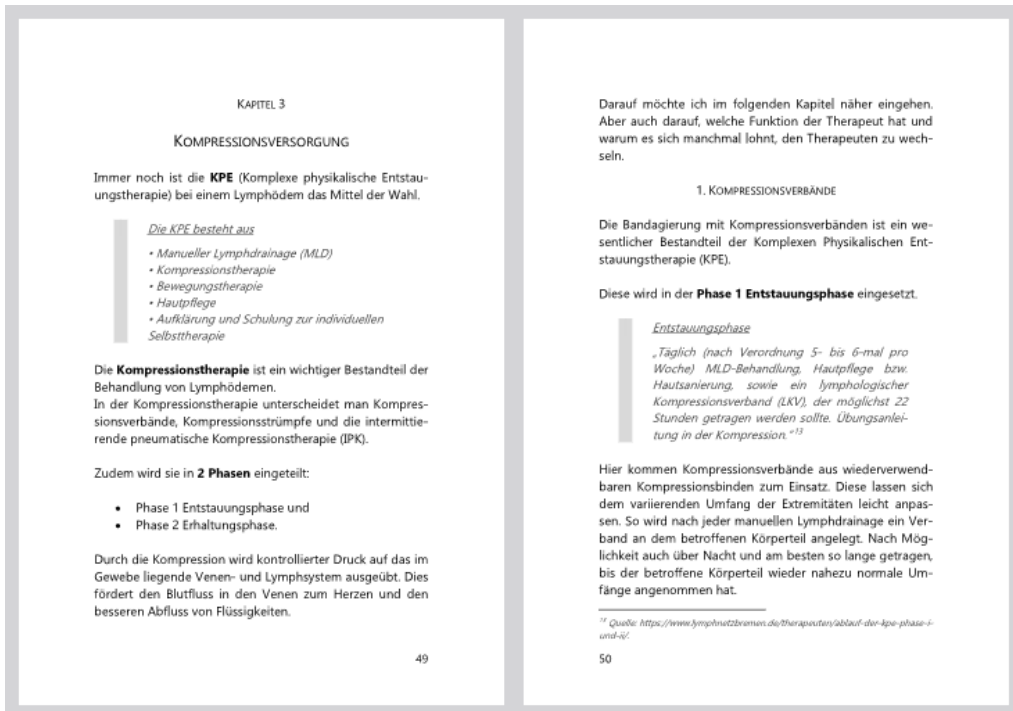 KAPITEL 3
KOMPRESSIONSVERSORGUNG
Immer noch ist die KPE (Komplexe physikalische Entstau-
ungstherapie) bei einem Lymphödem das Mittel der Wahl.
Die KPE besteht aus
• Manueller Lymphdrainage (MLD)
• Kompressionstherapie
• Bewegungstherapie
• Hautpflege
• Aufklärung und Schulung zur individuellen
Selbsttherapie
Die Kompressionstherapie ist ein wichtiger Bestandteil der
Behandlung von Lymphödemen.
In der Kompressionstherapie unterscheidet man Kompres-
sionsverbände, Kompressionsstrümpfe und die intermittie-
rende pneumatische Kompressionstherapie (IPK).
Zudem wird sie in 2 Phasen eingeteilt:
• Phase 1 Entstauungsphase und
• Phase 2 Erhaltungsphase.
Durch die Kompression wird kontrollierter Druck auf das im
Gewebe liegende Venen- und Lymphsystem ausgeübt. Dies
fördert den Blutfluss in den Venen zum Herzen und den
besseren Abfluss von Flüssigkeiten.
49
Darauf möchte ich im folgenden Kapitel näher eingehen.
Aber auch darauf, welche Funktion der Therapeut hat und
warum es sich manchmal lohnt, den Therapeuten zu wech-
seln.
1. KOMPRESSIONSVERBÄNDE
Die Bandagierung mit Kompressionsverbänden ist ein we-
sentlicher Bestandteil der Komplexen Physikalischen Ent-
stauungstherapie (KPE).
Diese wird in der Phase 1 Entstauungsphase eingesetzt.
Entstauungsphase
„Täglich (nach Verordnung 5- bis 6-mal pro
Woche) MLD-Behandlung, Hautpflege bzw.
Hautsanierung, sowie ein lymphologischer
Kompressionsverband (LKV), der möglichst 22
Stunden getragen werden sollte. Übungsanlei-
tung in der Kompression."13
Hier kommen Kompressionsverbände aus wiederverwend-
baren Kompressionsbinden zum Einsatz. Diese lassen sich
dem variierenden Umfang der Extremitäten leicht anpas-
sen. So wird nach jeder manuellen Lymphdrainage ein Ver-
band an dem betroffenen Körperteil angelegt. Nach Mög-
lichkeit auch über Nacht und am besten so lange getragen,
bis der betroffene Körperteil wieder nahezu normale Um-
fänge angenommen hat.
13 Quelle: https://www.lymphnetzbremen.de/therapeuten/ablauf-der-kpe-phase-i-
und-ii/.
50